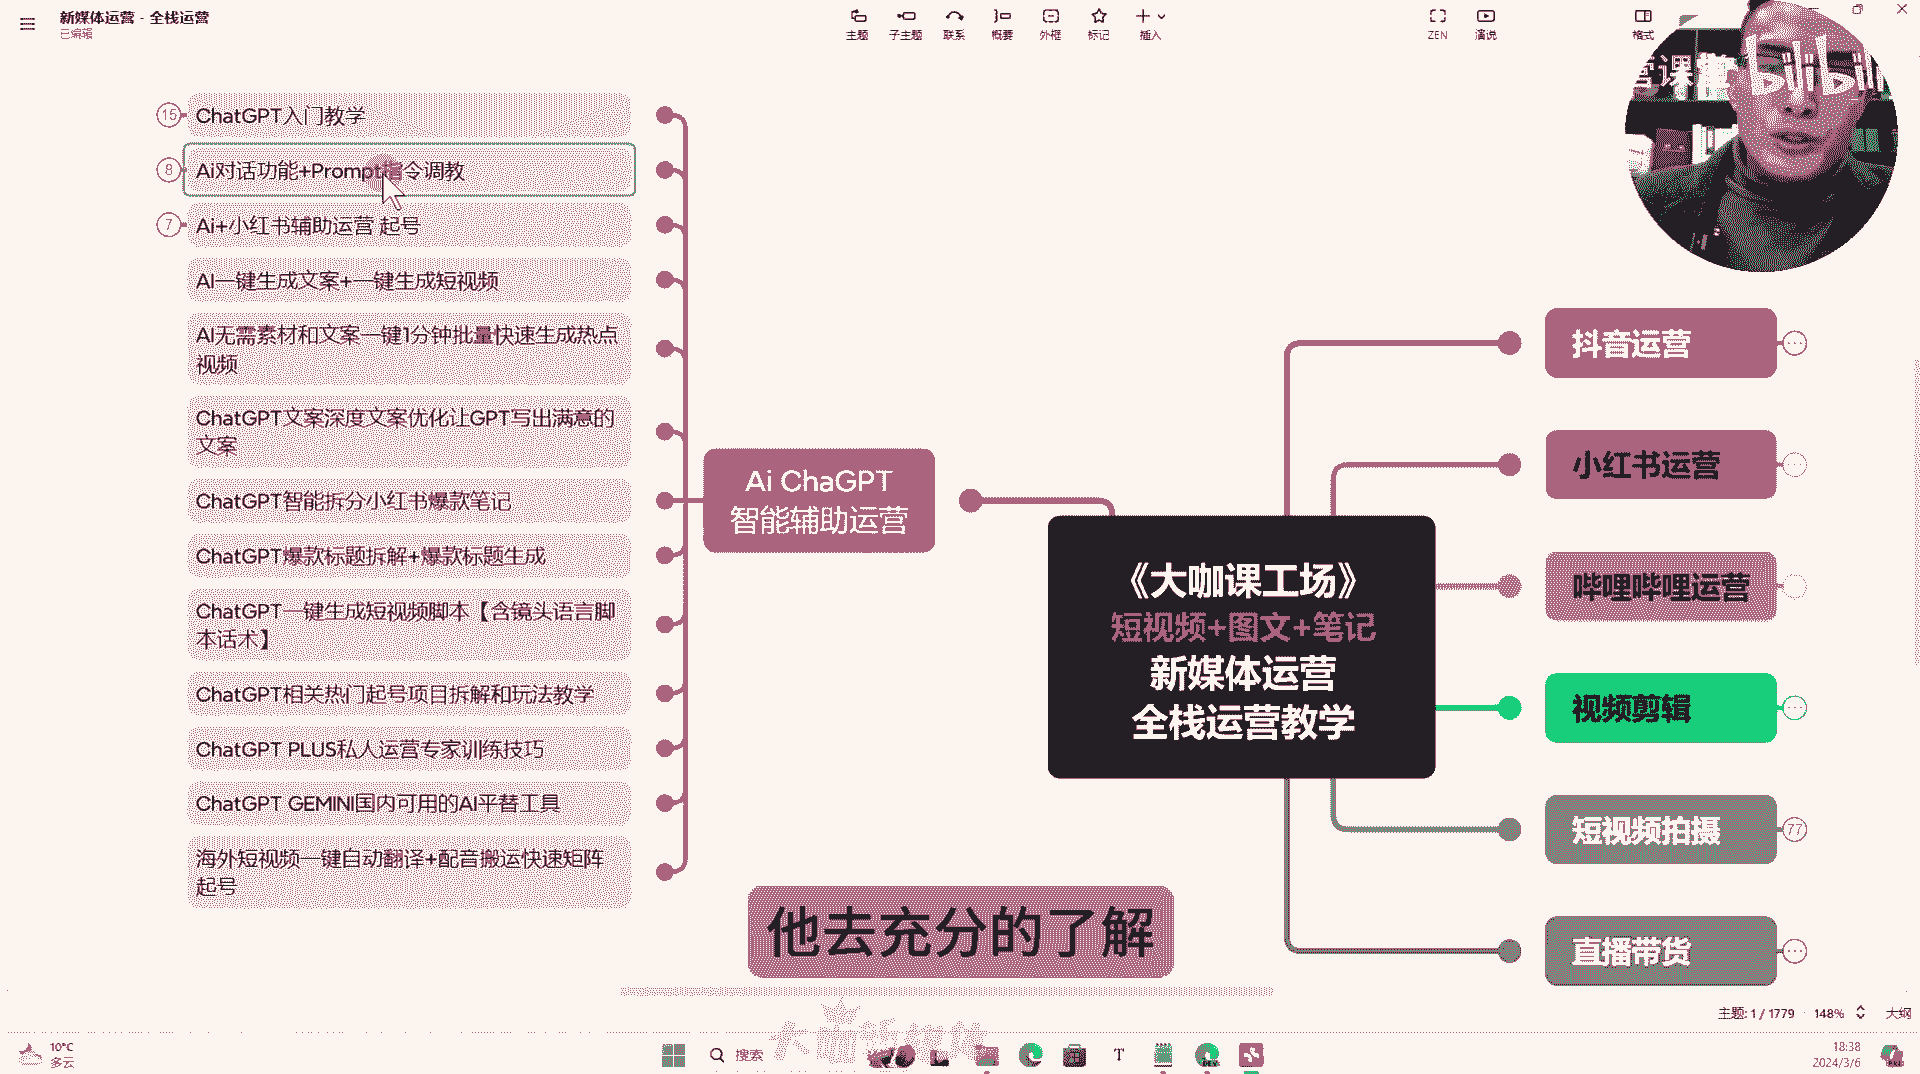 新媒体运营 - 全栈运营
已编辑
主题
子主题
联系
概要
外框
标记
插入
ZEN
演说
格式
bilibili
15
ChatGPT入门教学
8
Ai对话功能+Prompt指令调教
7
Ai+小红书辅助运营 起号
AI一键生成文案+一键生成短视频
AI无需素材和文案一键1分钟批量快速生成热点
视频
ChatGPT文案深度文案优化让GPT写出满意的
文案
ChatGPT智能拆分小红书爆款笔记
ChatGPT爆款标题拆解+爆款标题生成
ChatGPT一键生成短视频脚本【含镜头语言脚
本话术】
ChatGPT相关热门起号项目拆解和玩法教学
ChatGPT PLUS私人运营专家训练技巧
ChatGPT GEMINI国内可用的AI平替工具
海外短视频一键自动翻译+配音搬运快速矩阵
起号
Ai ChaGPT
智能辅助运营
《大咖课工场》
短视频+图文+笔记
新媒体运营
全栈运营教学
抖音运营
小红书运营
哔哩哔哩运营
视频剪辑
短视频拍摄
77
直播带货
他去充分的了解
主题: 1 / 1779
148%
大纲
10°C
多云
搜索
18:38
2024/3/6